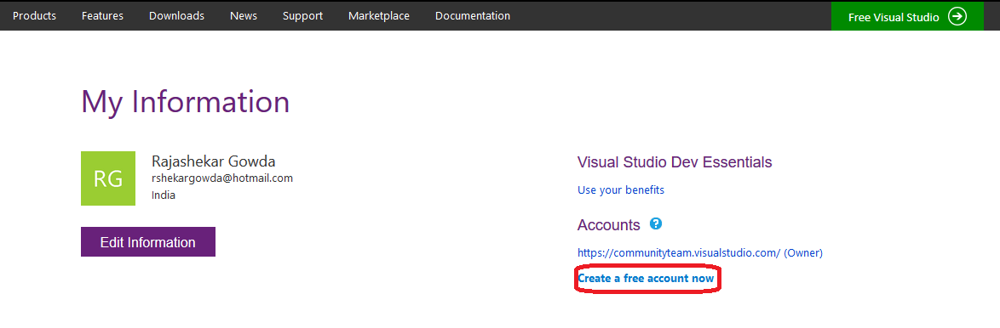 Products Features Downloads News Support Marketplace Documentation Free Visual Studio
My Information
RG
Rajashekar Gowda
rshekargowda@hotmail.com
India
Edit Information
Visual Studio Dev Essentials
Use your benefits
Accounts ?
https://communityteam.visualstudio.com/ (Owner)
Create a free account now